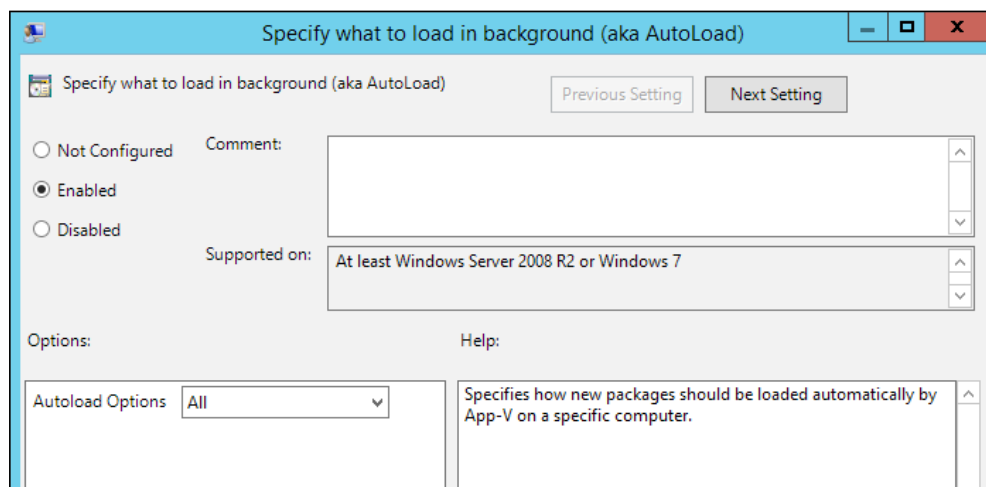 Specify what to load in background (aka AutoLoad)
Specify what to load in background (aka AutoLoad)
Previous Setting
Next Setting
Not Configured
Comment:
Enabled
Disabled
Supported on:
At least Windows Server 2008 R2 or Windows 7
Options:
Help:
Autoload Options
All
Specifies how new packages should be loaded automatically by
App-V on a specific computer.